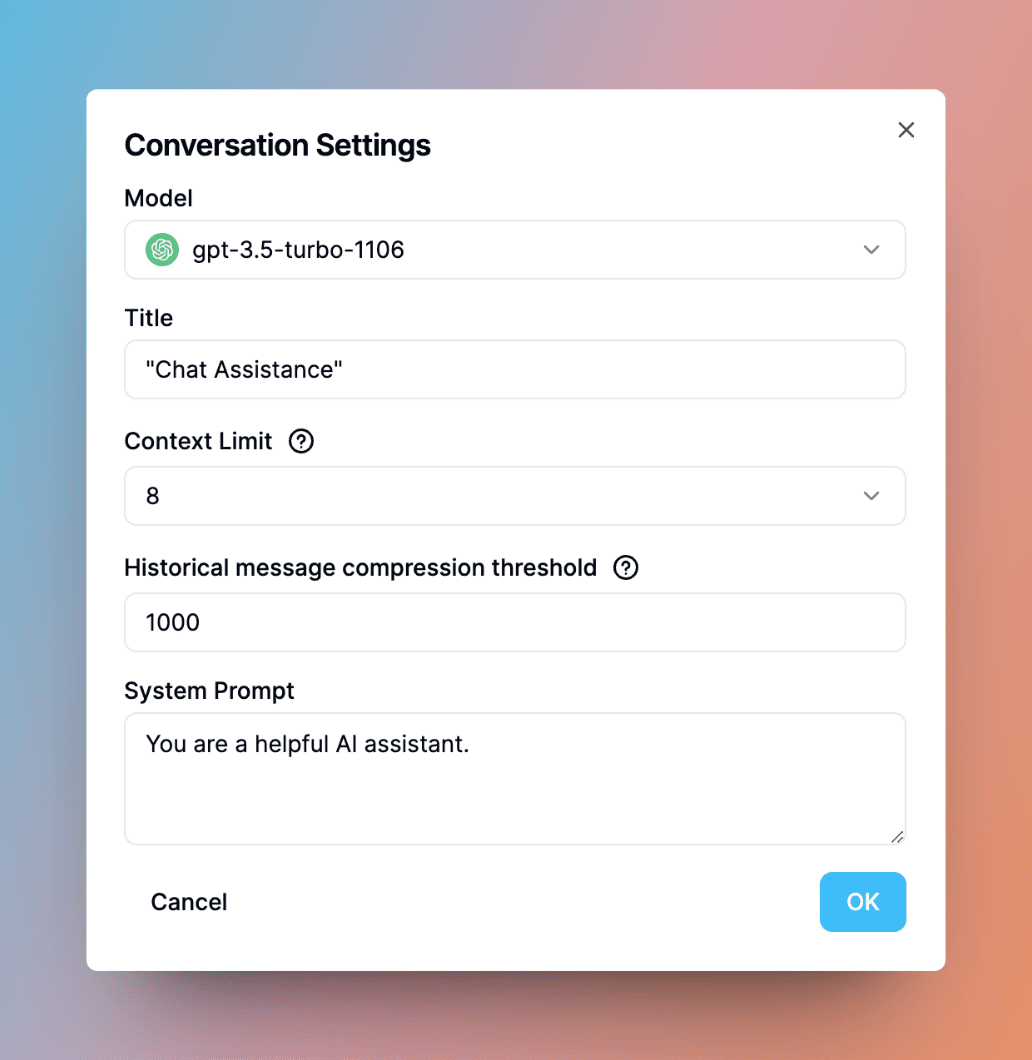 Conversation Settings
Model
gpt-3.5-turbo-1106
Title
"Chat Assistance"
Context Limit
8
Historical message compression threshold
1000
System Prompt
You are a helpful AI assistant.
Cancel
OK